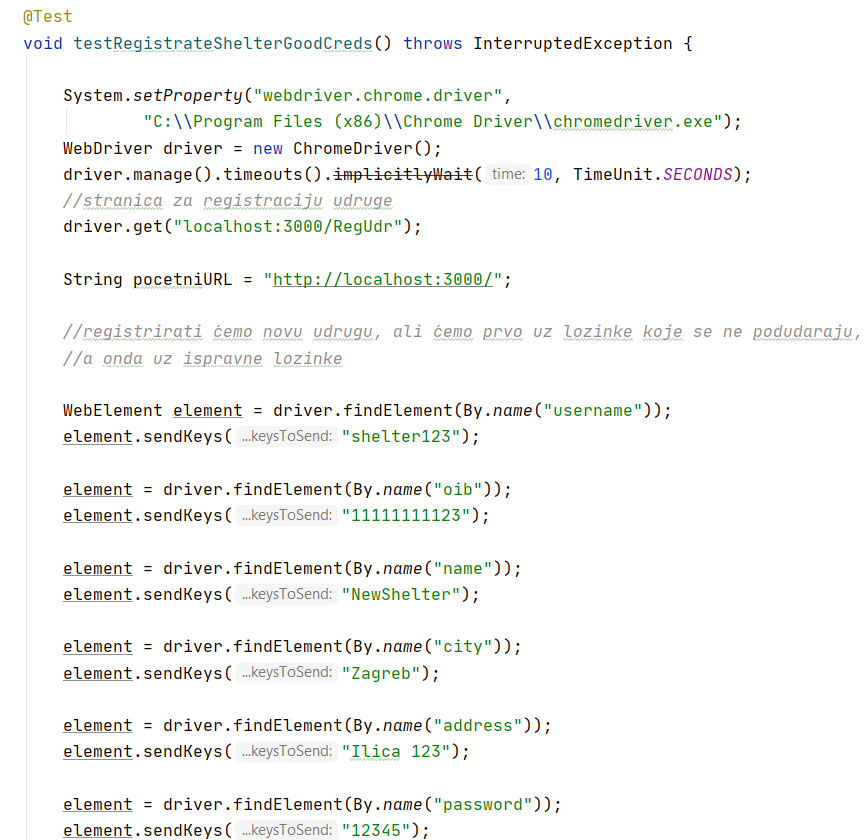 @Test
void testRegistrateShelterGoodCreds() throws InterruptedException {
System.setProperty("webdriver.chrome.driver",
"C:\\Program Files (x86)\\Chrome Driver\\chromedriver.exe");
WebDriver driver = new ChromeDriver();
driver.manage().timeouts().implicitlyWait( time: 10, TimeUnit.SECONDS);
//stranica za registraciju udruge
driver.get("localhost:3000/RegUdr");
String pocetniURL = "http://localhost:3000/";
//registrirati ćemo novu udrugu, ali ćemo prvo uz lozinke koje se ne podudaraju,
//a onda uz ispravne lozinke
WebElement element = driver.findElement(By.name("username"));
element.sendKeys( ...keysToSend: "shelter123");
element = driver.findElement(By.name("oib"));
element.sendKeys( ...keysToSend: "11111111123");
element = driver.findElement(By.name("name"));
element.sendKeys( ...keysToSend: "NewShelter");
element = driver.findElement(By.name("city"));
element.sendKeys( ...keysToSend: "Zagreb");
element = driver.findElement(By.name("address"));
element.sendKeys( ...keysToSend: "Ilica 123");
element = driver.findElement(By.name("password"));
element.sendKeys( ...keysToSend: "12345");